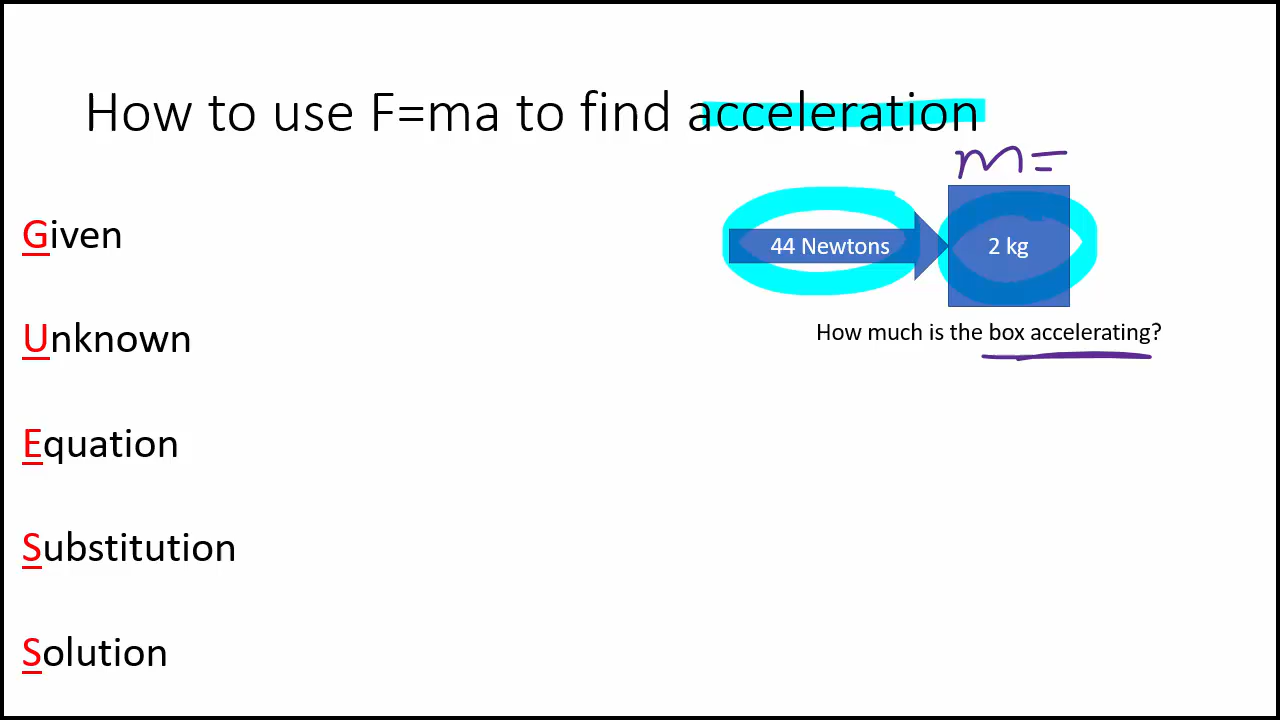 How to use F=ma to find acceleration
m=
Given
44 Newtons
2 kg
How much is the box accelerating?
Unknown
Equation
Substitution
Solution